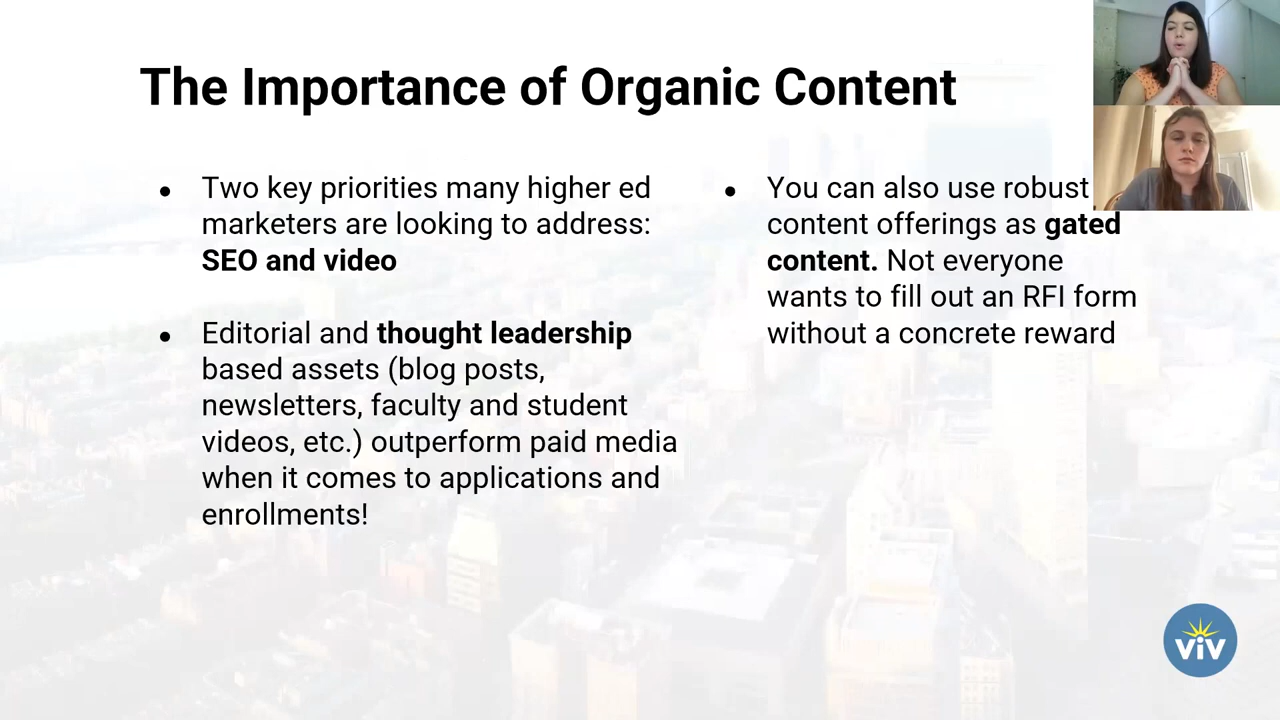 The Importance of Organic Content
● Two key priorities many higher ed
marketers are looking to address:
SEO and video
● Editorial and thought leadership
based assets (blog posts,
newsletters, faculty and student
videos, etc.) outperform paid media
when it comes to applications and
enrollments!
● You can also use robust
content offerings as gated
content. Not everyone
wants to fill out an RFI form
without a concrete reward
viv